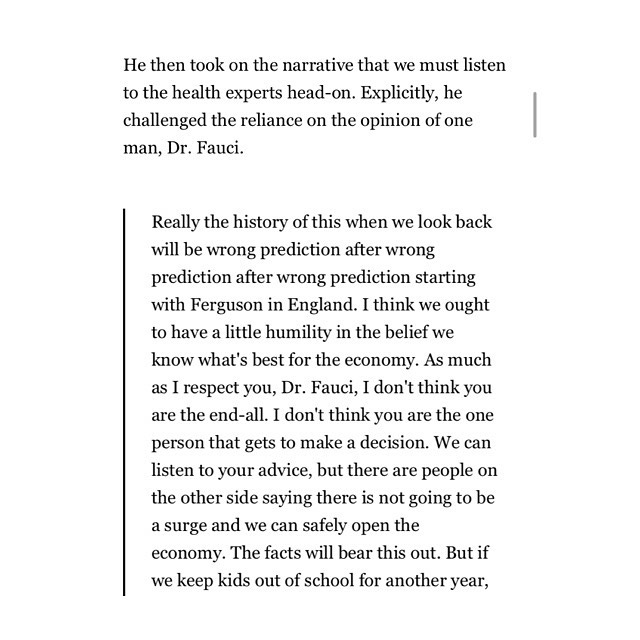 He then took on the narrative that we must listen
to the health experts head-on. Explicitly, he
challenged the reliance on the opinion of one
man, Dr. Fauci.
Really the history of this when we look back
will be wrong prediction after wrong
prediction after wrong prediction starting
with Ferguson in England. I think we ought
to have a little humility in the belief we
know what's best for the economy. As much
as I respect you, Dr. Fauci, I don't think you
are the end-all. I don't think you are the one
person that gets to make a decision. We can
listen to your advice, but there are people on
the other side saying there is not going to be
a surge and we can safely open the
economy. The facts will bear this out. But if
we keep kids out of school for another year,